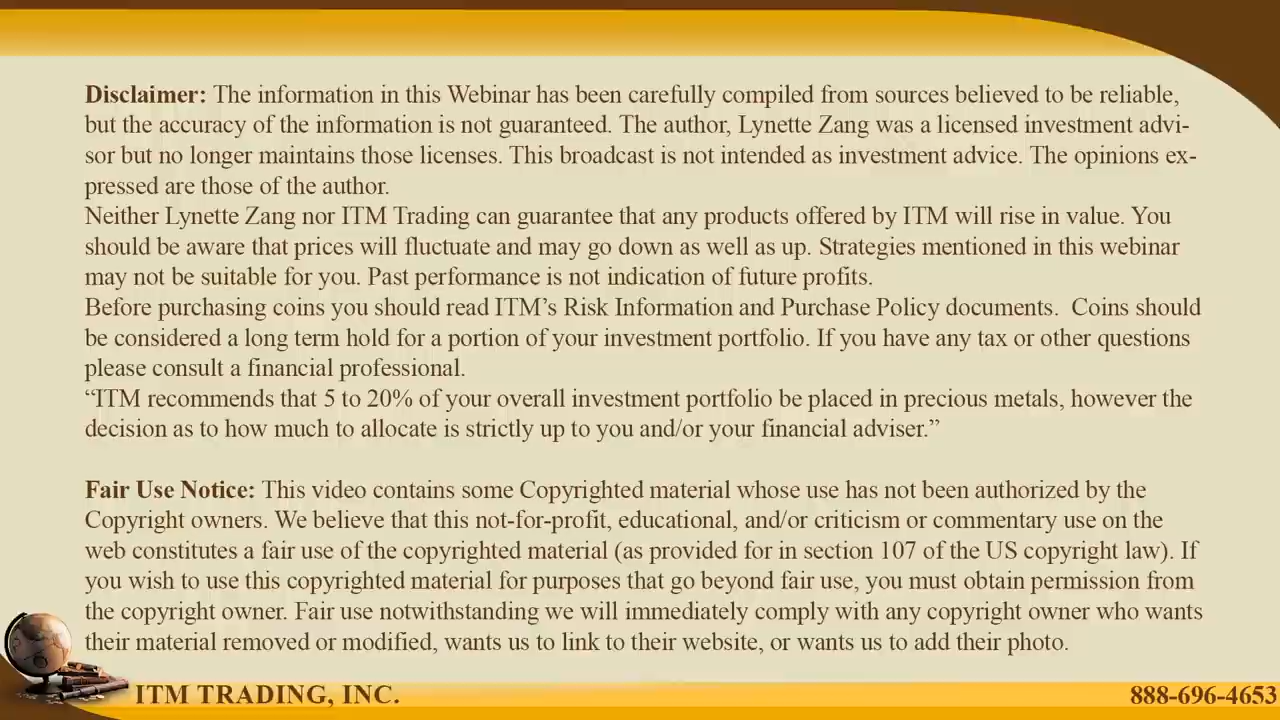 Disclaimer: The information in this Webinar has been carefully compiled from sources believed to be reliable,
but the accuracy of the information is not guaranteed. The author, Lynette Zang was a licensed investment advi-
sor but no longer maintains those licenses. This broadcast is not intended as investment advice. The opinions ex-
pressed are those of the author.
Neither Lynette Zang nor ITM Trading can guarantee that any products offered by ITM will rise in value. You
should be aware that prices will fluctuate and may go down as well as up. Strategies mentioned in this webinar
may not be suitable for you. Past performance is not indication of future profits.
Before purchasing coins you should read ITM’s Risk Information and Purchase Policy documents.  Coins should
be considered a long term hold for a portion of your investment portfolio. If you have any tax or other questions
please consult a financial professional.
“ITM recommends that 5 to 20% of your overall investment portfolio be placed in precious metals, however the
decision as to how much to allocate is strictly up to you and/or your financial adviser.”
Fair Use Notice: This video contains some Copyrighted material whose use has not been authorized by the
Copyright owners. We believe that this not-for-profit, educational, and/or criticism or commentary use on the
web constitutes a fair use of the copyrighted material (as provided for in section 107 of the US copyright law). If
you wish to use this copyrighted material for purposes that go beyond fair use, you must obtain permission from
the copyright owner. Fair use notwithstanding we will immediately comply with any copyright owner who wants
their material removed or modified, wants us to link to their website, or wants us to add their photo.
ITM TRADING, INC.
888-696-4653